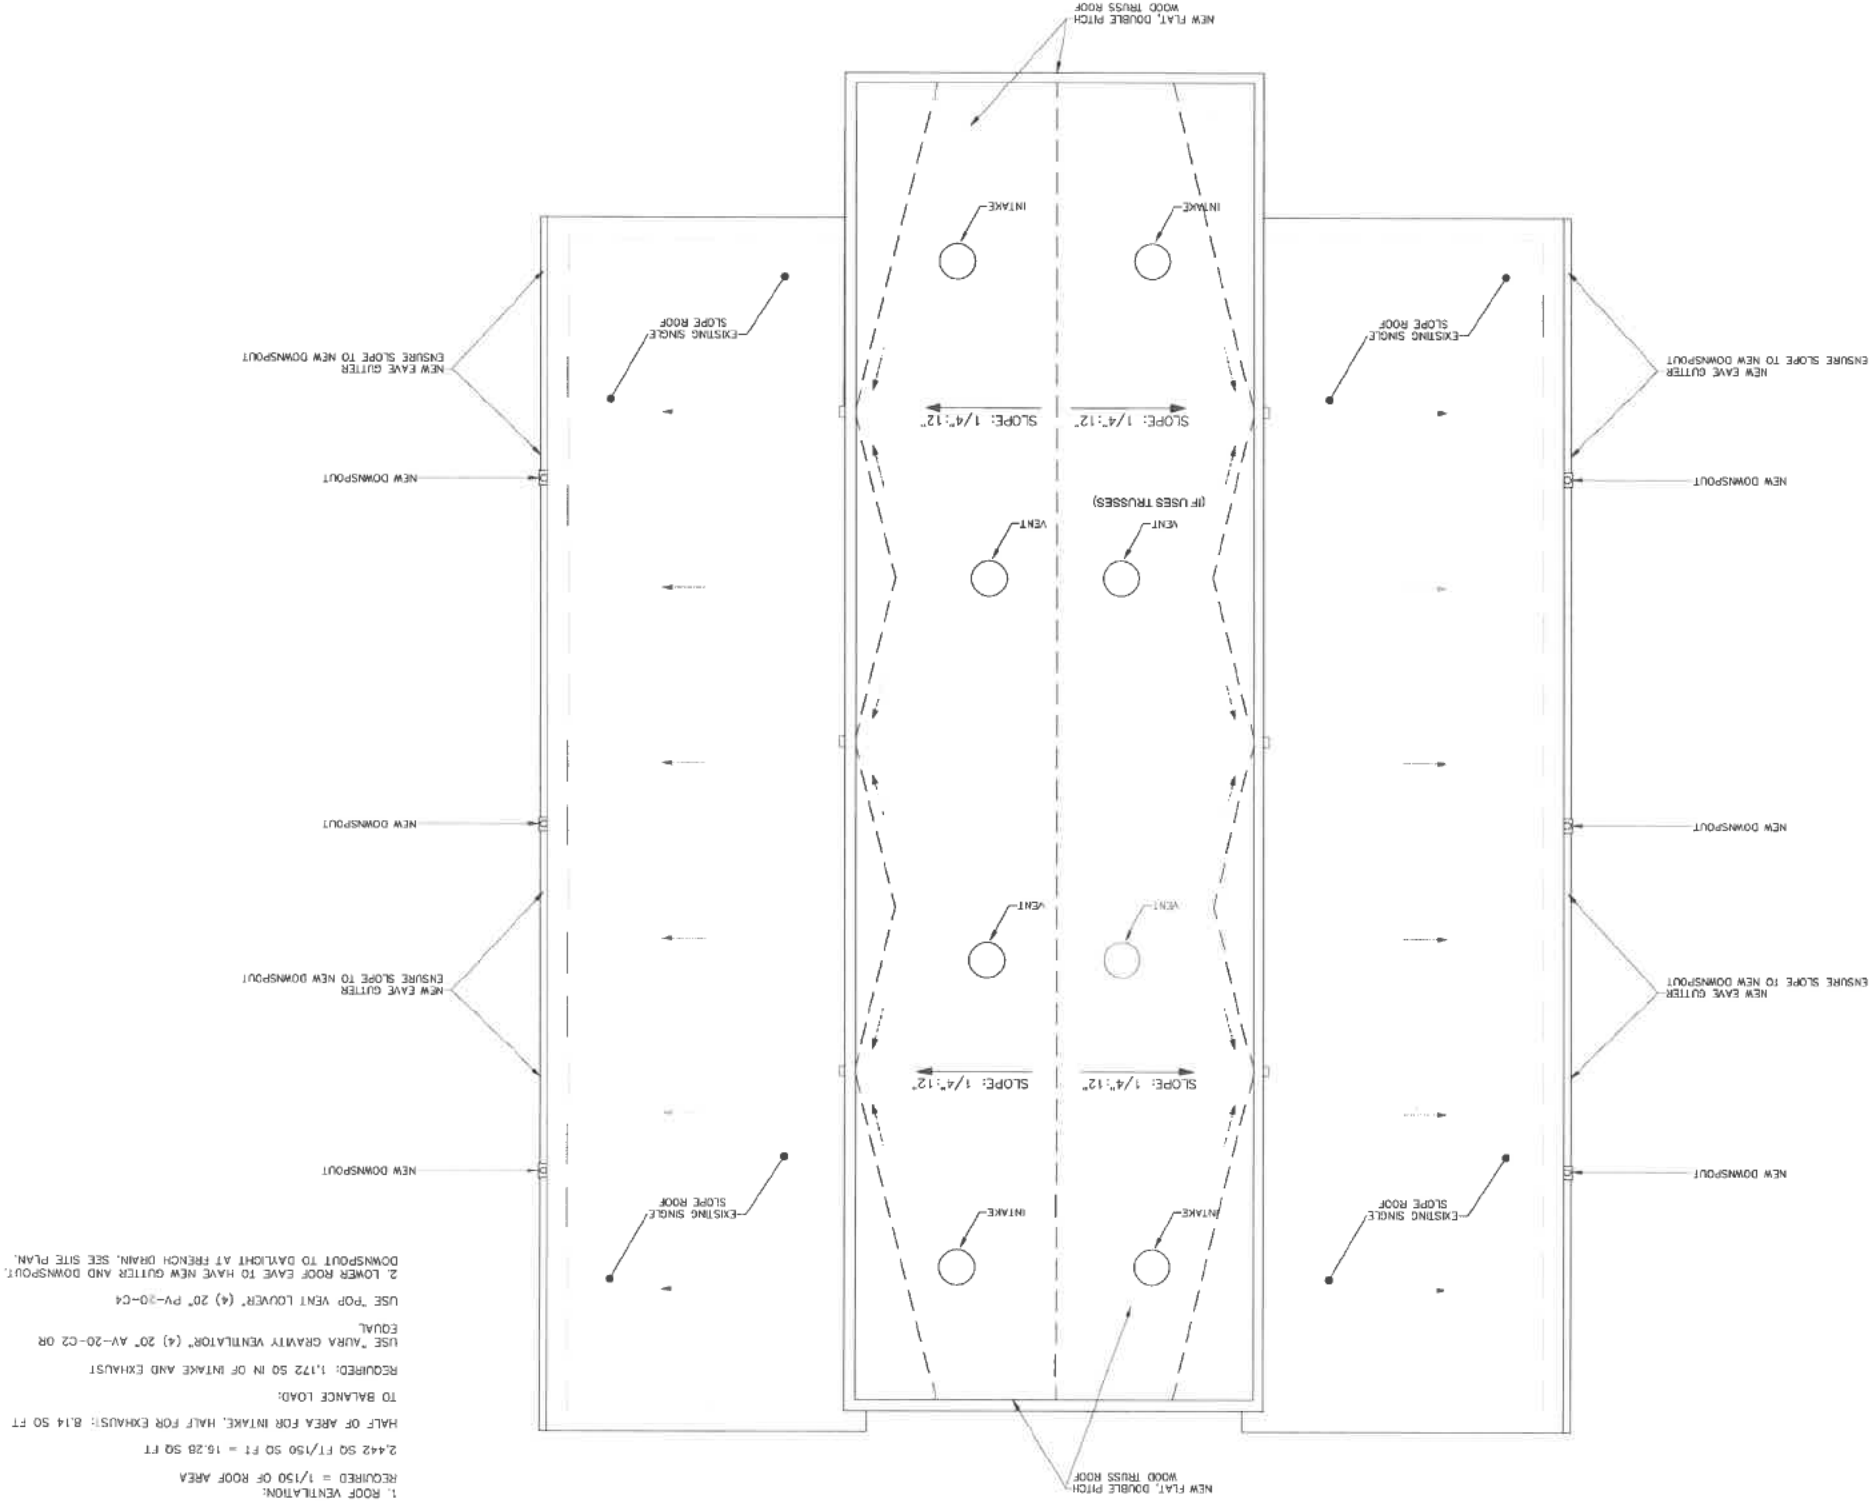 NEW FLAT, DOUBLE PITCH
WOOD TRUSS ROOF
1. ROOF VENTILATION:
REQUIRED = 1/150 OF ROOF AREA
2,442 SQ FT/150 SQ FT = 16.28 SQ FT
HALF OF AREA FOR INTAKE, HALF FOR EXHAUST: 8.14 SQ FT
TO BALANCE LOAD:
REQUIRED: 1,172 SQ IN OF INTAKE AND EXHAUST
USE "AURA GRAVITY VENTILATOR" (4) 20" AV-20-C2 OR
EQUAL
USE "POP VENT LOUVER" (4) 20" PV-20-C4
2. LOWER ROOF EAVE TO HAVE NEW GUTTER AND DOWNSPOUT.
DOWNSPOUT TO DAYLIGHT AT FRENCH DRAIN, SEE SITE PLAN.
EXISTING SINGLE
SLOPE ROOF
INTAKE
INTAKE
EXISTING SINGLE
SLOPE ROOF
NEW DOWNSPOUT
NEW DOWNSPOUT
SLOPE: 1/4":12"
SLOPE: 1/4":12"
NEW EAVE GUTTER
ENSURE SLOPE TO NEW DOWNSPOUT
NEW EAVE GUTTER
ENSURE SLOPE TO NEW DOWNSPOUT
VENT
VENT
NEW DOWNSPOUT
NEW DOWNSPOUT
VENT
(IF USES TRUSSES)
VENT
NEW DOWNSPOUT
NEW DOWNSPOUT
SLOPE: 1/4":12"
SLOPE: 1/4":12"
NEW EAVE GUTTER
ENSURE SLOPE TO NEW DOWNSPOUT
NEW EAVE GUTTER
ENSURE SLOPE TO NEW DOWNSPOUT
EXISTING SINGLE
SLOPE ROOF
EXISTING SINGLE
SLOPE ROOF
INTAKE
INTAKE
NEW FLAT, DOUBLE PITCH
WOOD TRUSS ROOF